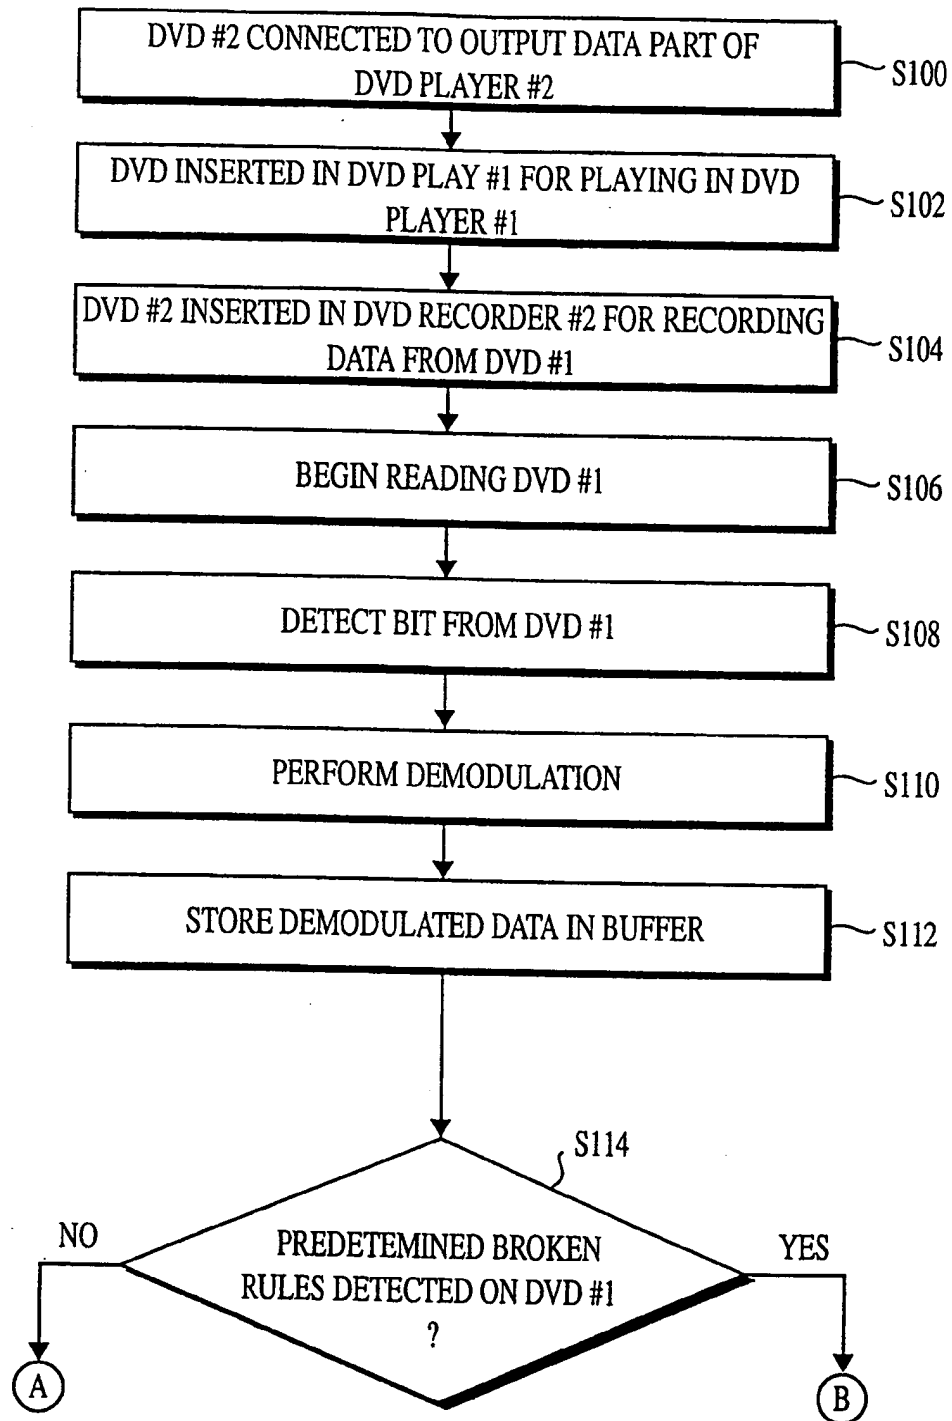 DVD #2 CONNECTED TO OUTPUT DATA PART OF
DVD PLAYER #2
S100
DVD INSERTED IN DVD PLAY #1 FOR PLAYING IN DVD
PLAYER #1
S102
DVD #2 INSERTED IN DVD RECORDER #2 FOR RECORDING
DATA FROM DVD #1
S104
BEGIN READING DVD #1
S106
DETECT BIT FROM DVD #1
S108
PERFORM DEMODULATION
S110
STORE DEMODULATED DATA IN BUFFER
S112
S114
NO
PREDETEMINED BROKEN
RULES DETECTED ON DVD #1
?
YES
A
B